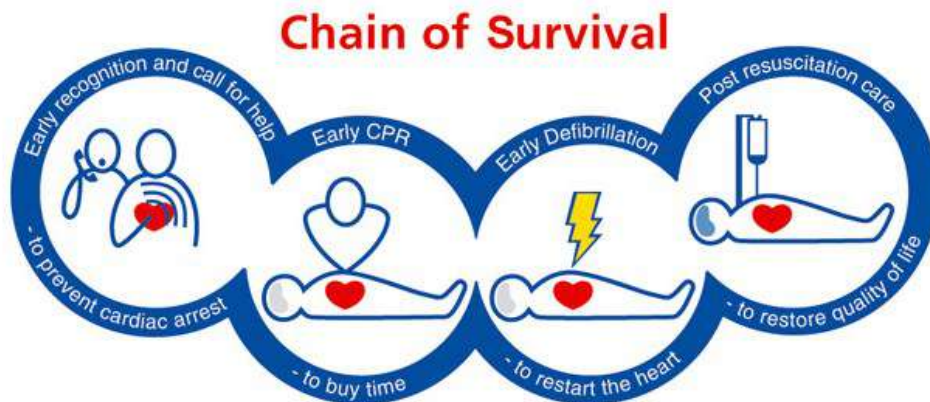 Chain of Survival
Early recognition and call for help
- to prevent cardiac arrest
Early CPR
- to buy time
Early Defibrillation
- to restart the heart
Post resuscitation care
- to restore quality of life